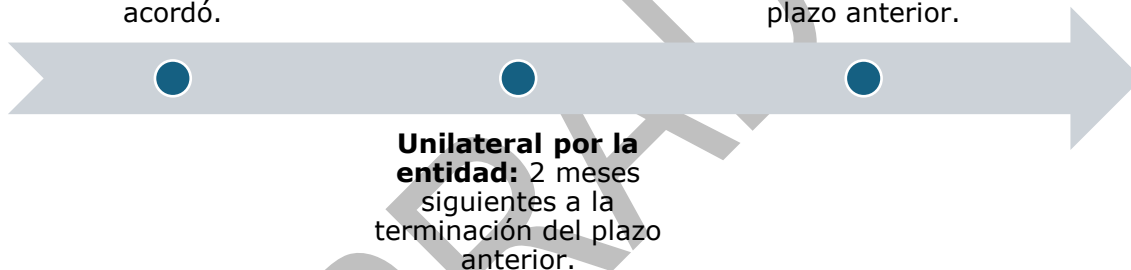 acordó.
plazo anterior.
Unilateral por la
entidad: 2 meses
siguientes a la
terminación del plazo
anterior.